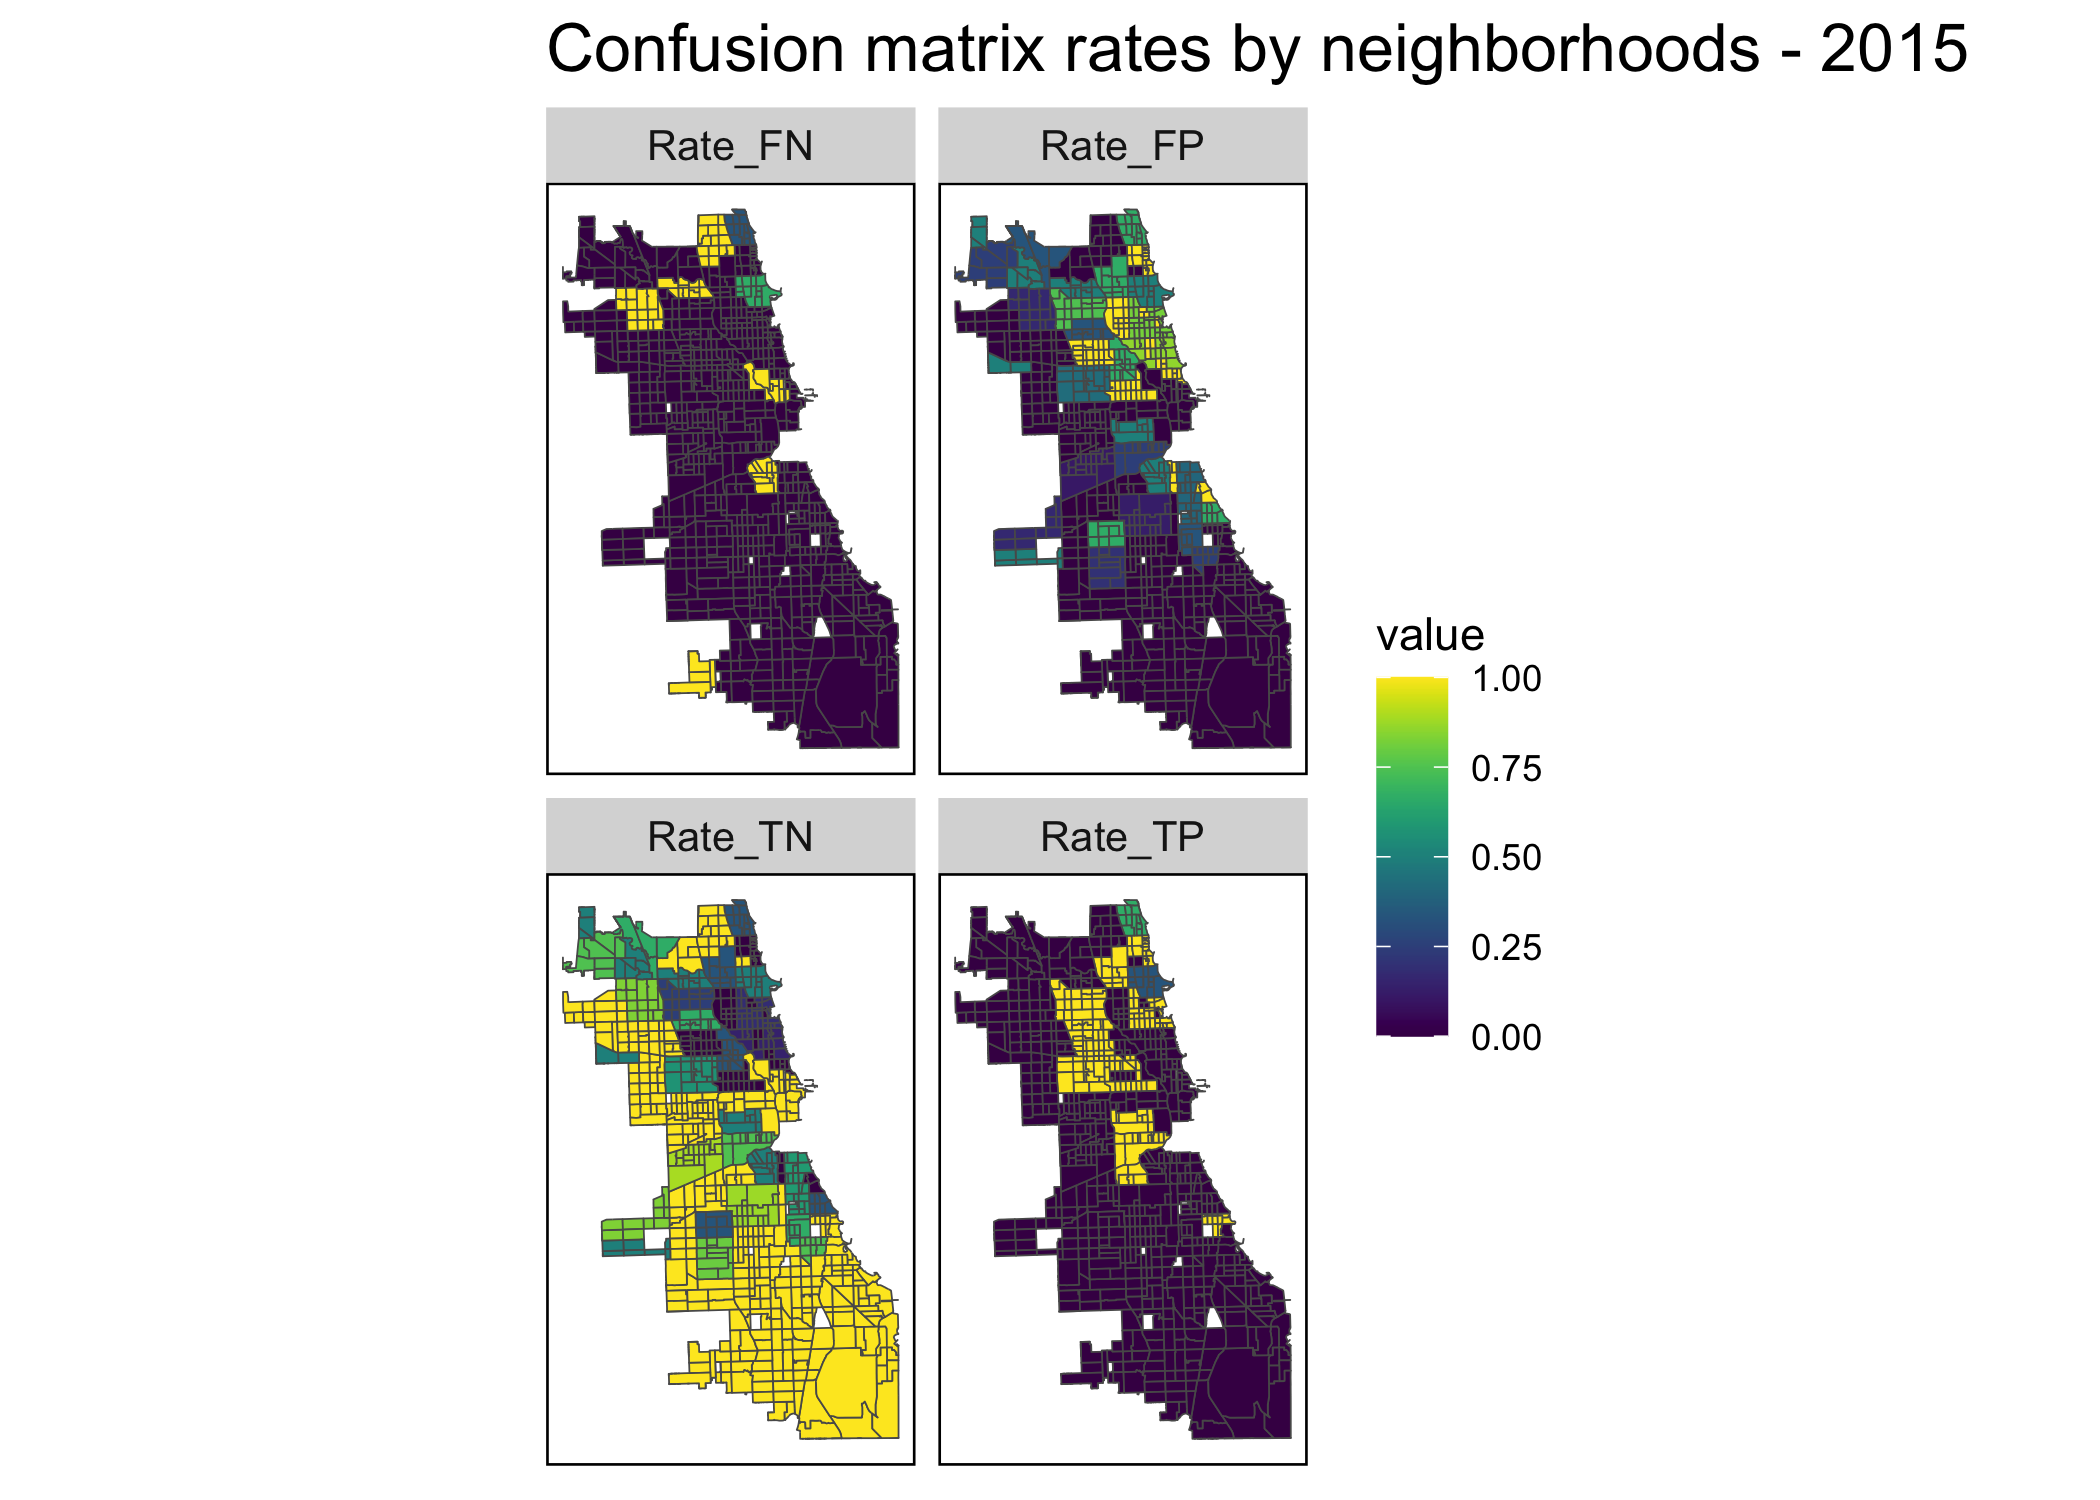 Confusion matrix rates by neighborhoods - 2015
Rate_FN
Rate_FP
Rate_TN
Rate_TP
value
1.00
0.75
0.50
0.25
0.00